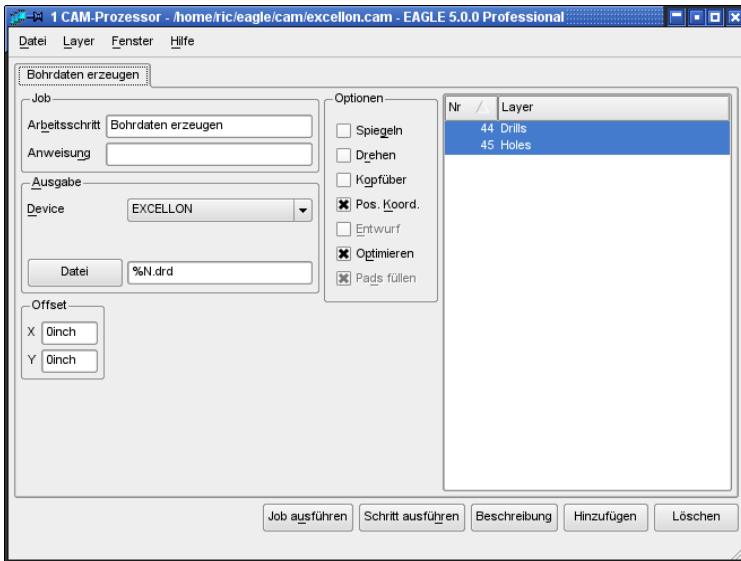 1 CAM-Prozessor - /home/ric/eagle/cam/excellon.cam - EAGLE 5.0.0 Professional
Datei Layer Fenster Hilfe
Bohrdaten erzeugen
Job
Arbeitsschritt Bohrdaten erzeugen
Anweisung
Ausgabe
Device EXCELLON
Datei %N.drd
Offset
X 0inch
Y 0inch
Optionen
Spiegeln
Drehen
Kopfüber
Pos. Koord.
Entwurf
Optimieren
Pads füllen
Nr Layer
44 Drills
45 Holes
Job ausführen Schritt ausführen Beschreibung Hinzufügen Löschen